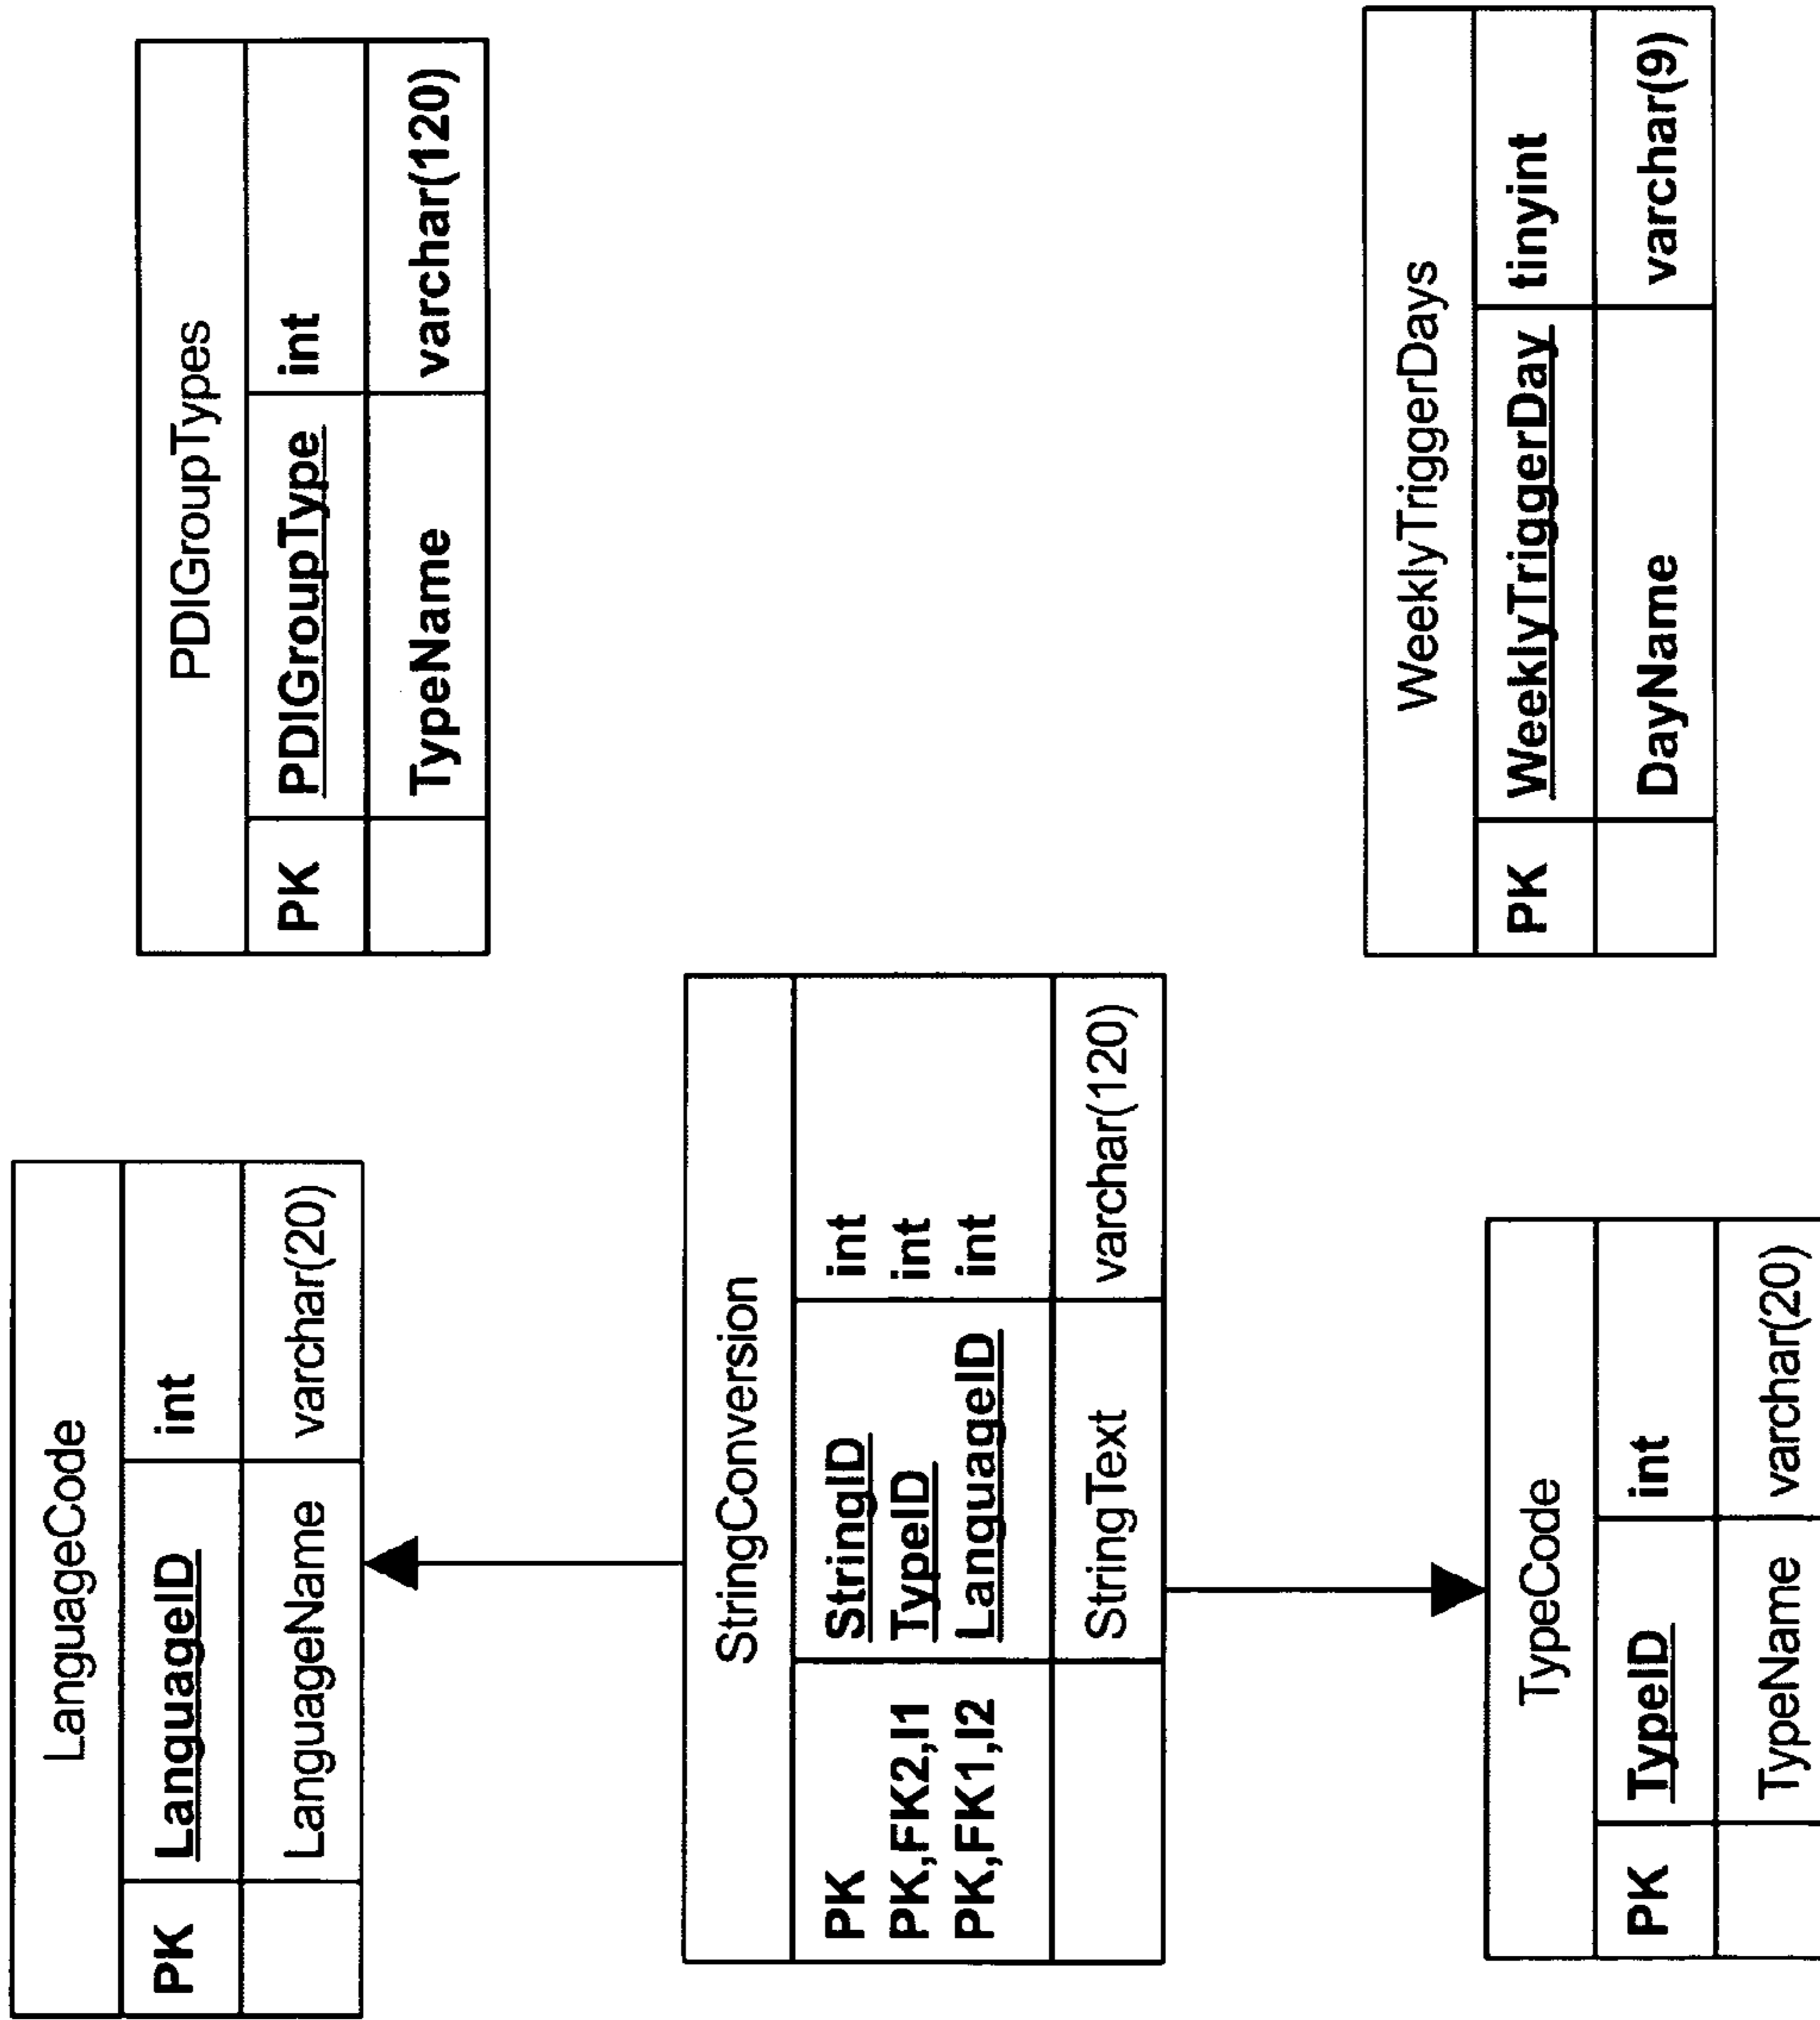 LanguageCode
PK LanguageID int
LanguageName varchar(20)
StringConversion
PK StringID int
PK,FK2,I1 TypeID int
PK,FK1,I2 LanguageID int
StringText varchar(120)
TypeCode
PK TypeID int
TypeName varchar(20)
PDIGroupTypes
PK PDIGroupType int
TypeName varchar(120)
WeeklyTriggerDays
PK WeeklyTriggerDay tinyint
DayName varchar(9)